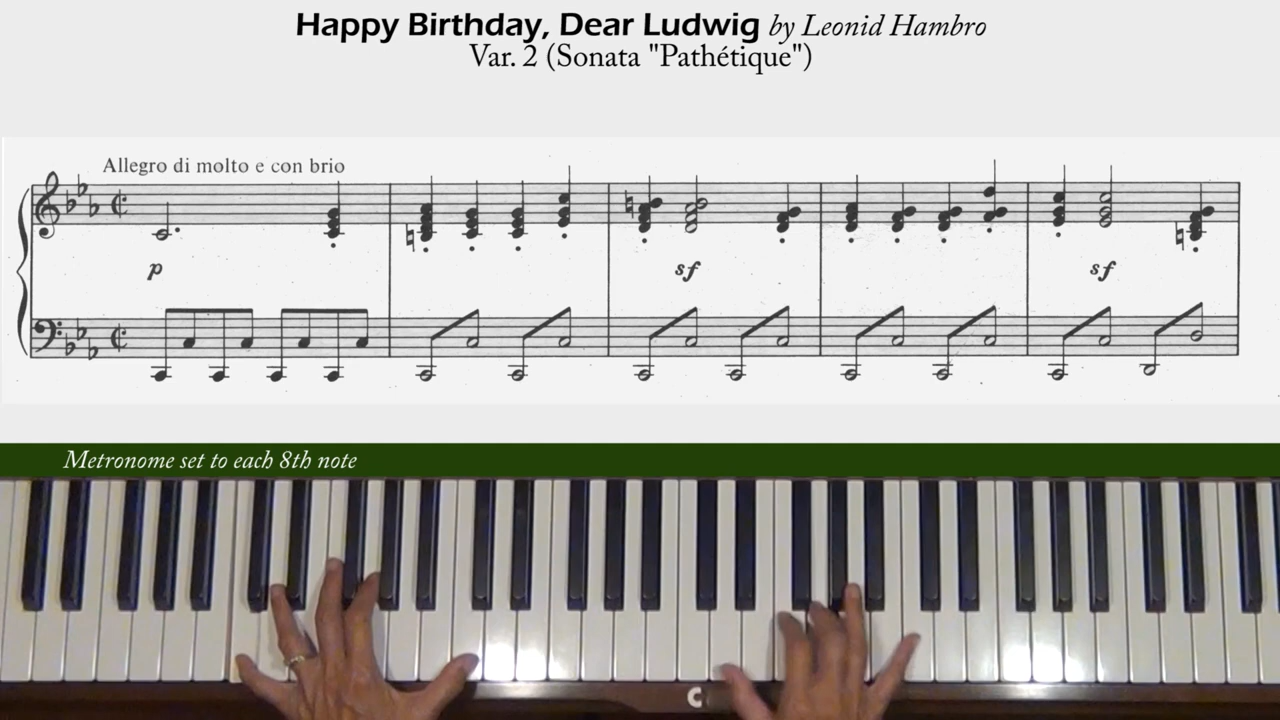 Happy Birthday, Dear Ludwig by Leonid Hambro
Var. 2 (Sonata "Pathétique")
Allegro di molto e con brio
p
sf
sf
Metronome set to each 8th note
C